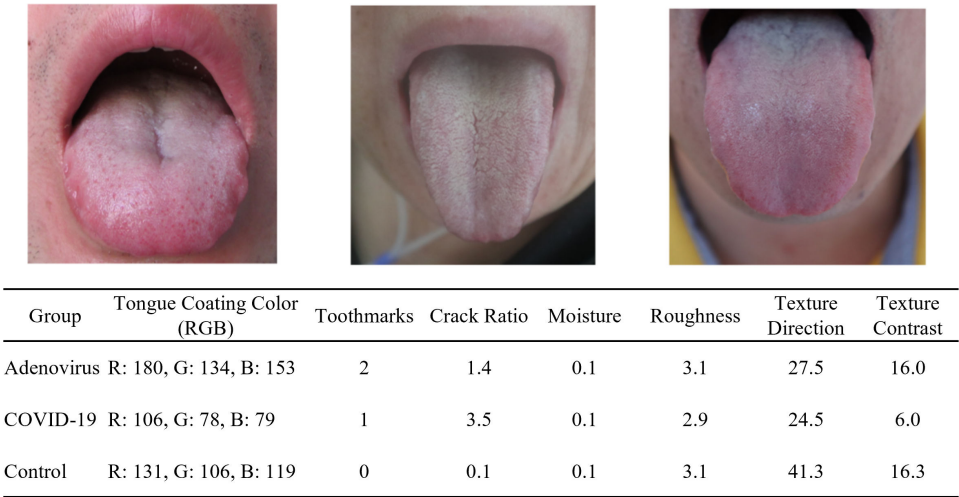 Group Tongue Coating Color (RGB) Toothmarks Crack Ratio Moisture Roughness Texture Direction Texture Contrast
Adenovirus R: 180, G: 134, B: 153 2 1.4 0.1 3.1 27.5 16.0
COVID-19 R: 106, G: 78, B: 79 1 3.5 0.1 2.9 24.5 6.0
Control R: 131, G: 106, B: 119 0 0.1 0.1 3.1 41.3 16.3